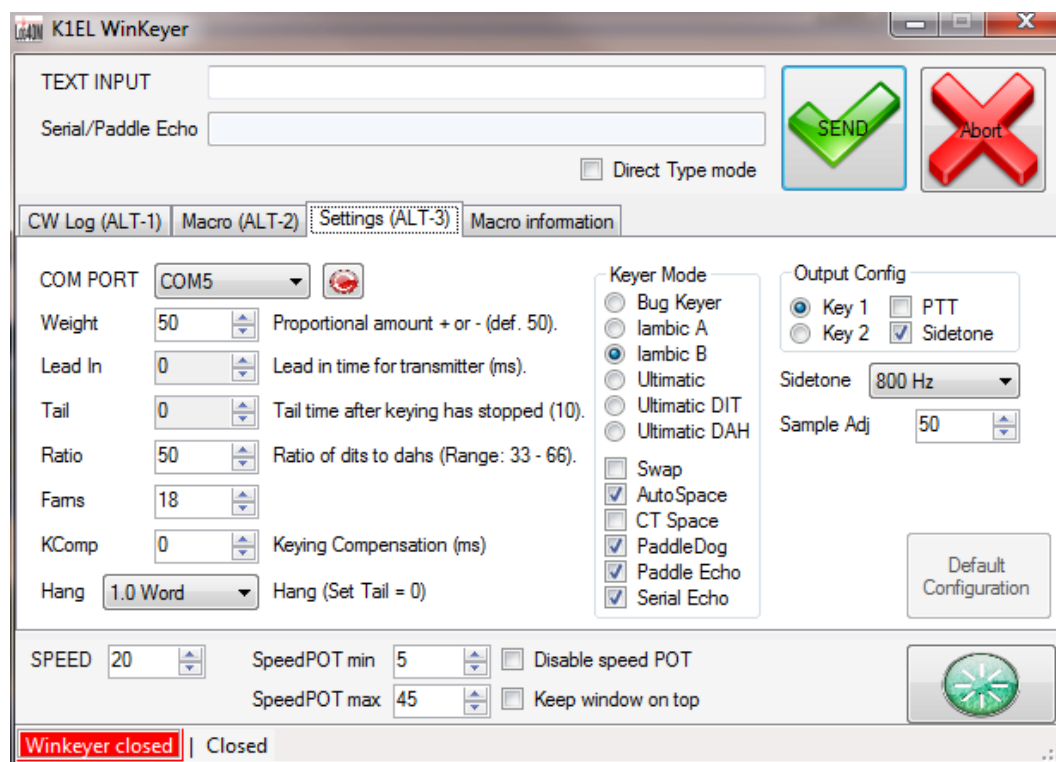 Log4OM K1EL WinKeyer
TEXT INPUT
Serial/Paddle Echo
SEND
Abort
Direct Type mode
CW Log (ALT-1) Macro (ALT-2) Settings (ALT-3) Macro information
COM PORT COM5
Weight 50 Proportional amount + or - (def. 50).
Lead In 0 Lead in time for transmitter (ms).
Tail 0 Tail time after keying has stopped (10).
Ratio 50 Ratio of dits to dahs (Range: 33 - 66).
Farns 18
KComp 0 Keying Compensation (ms)
Hang 1.0 Word Hang (Set Tail = 0)
Keyer Mode
Bug Keyer
Iambic A
Iambic B
Ultimatic
Ultimatic DIT
Ultimatic DAH
Swap
AutoSpace
CT Space
PaddleDog
Paddle Echo
Serial Echo
Output Config
Key 1 PTT
Key 2 Sidetone
Sidetone 800 Hz
Sample Adj 50
Default
Configuration
SPEED 20
SpeedPOT min 5 Disable speed POT
SpeedPOT max 45 Keep window on top
Winkeyer closed | Closed